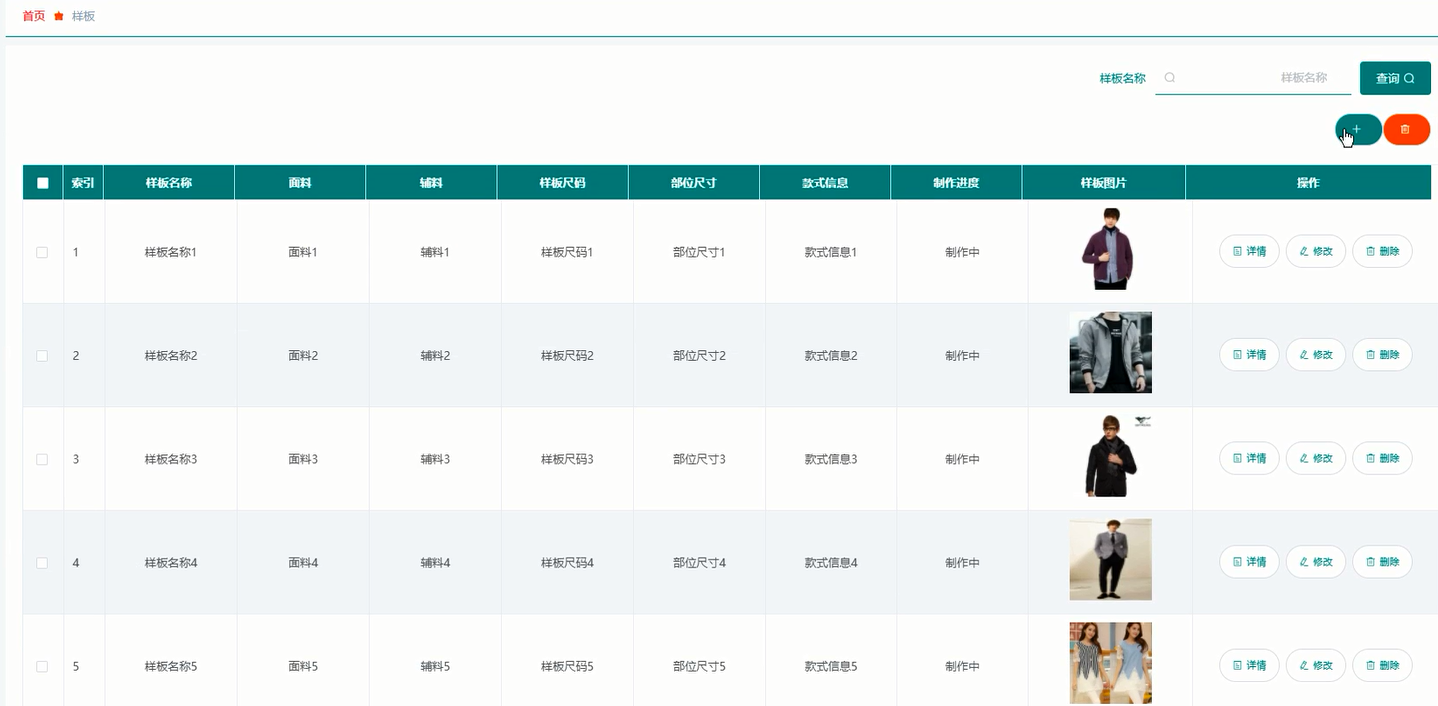 首页 样板
样板名称 样板名称 查询
索引 样板名称 面料 辅料 样板尺码 部位尺寸 款式信息 制作进度 样板图片 操作
1 样板名称1 面料1 辅料1 样板尺码1 部位尺寸1 款式信息1 制作中 详情 修改 删除
2 样板名称2 面料2 辅料2 样板尺码2 部位尺寸2 款式信息2 制作中 详情 修改 删除
3 样板名称3 面料3 辅料3 样板尺码3 部位尺寸3 款式信息3 制作中 详情 修改 删除
4 样板名称4 面料4 辅料4 样板尺码4 部位尺寸4 款式信息4 制作中 详情 修改 删除
5 样板名称5 面料5 辅料5 样板尺码5 部位尺寸5 款式信息5 制作中 详情 修改 删除